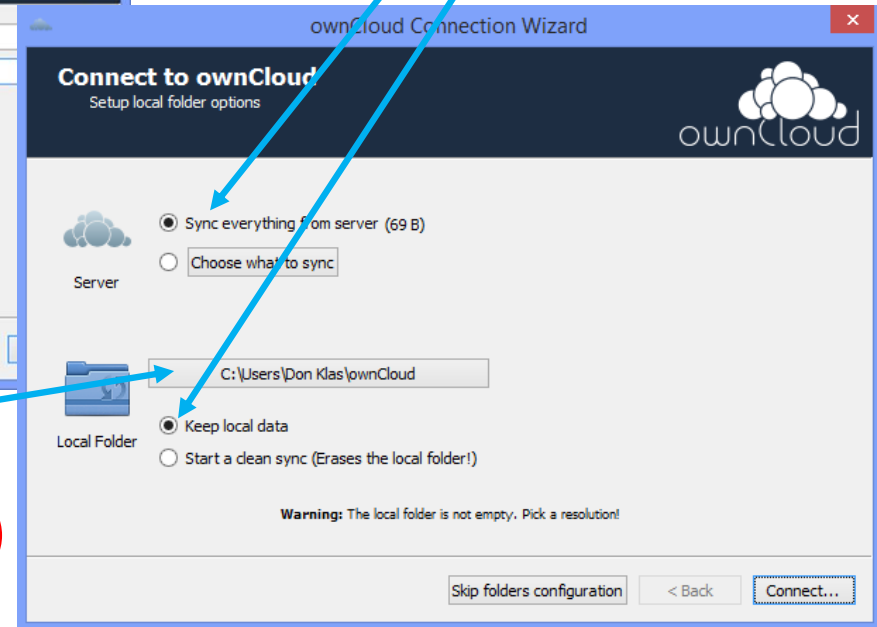 ownCloud Connection Wizard
Connect to ownCloud
Setup local folder options
ownCloud
Sync everything from server (69 B)
Choose what to sync
Server
C:\Users\Don Klas\ownCloud
Keep local data
Local Folder
Start a clean sync (Erases the local folder!)
Warning: The local folder is not empty. Pick a resolution!
Skip folders configuration
< Back
Connect...